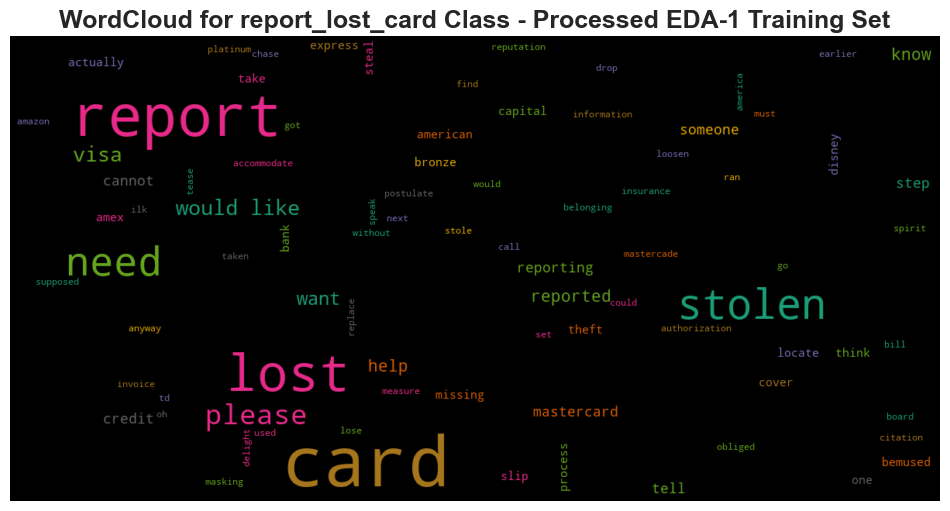 WordCloud for report_lost_card Class - Processed EDA-1 Training Set
platinum
express
reputation
actually
chase
steal
earlier
know
drop
take
find
america
amazon
report
got
capital
information
must
american
someone
visa
accommodate
bronze
loosen
disney
cannot
tease
postulate
would
insurance
ran
step
amex
ilk
would like
speak
next
belonging
bank
without
stole
spirit
need
taken
call
mastercade
supposed
reporting
go
want
replace
reported
could
stolen
anyway
set
theft
authorization
bill
lost
help
locate
think
invoice
measure
missing
cover
td
please
mastercard
credit
oh
board
delight
used
lose
citation
card
process
obliged
bemused
masking
slip
tell
one